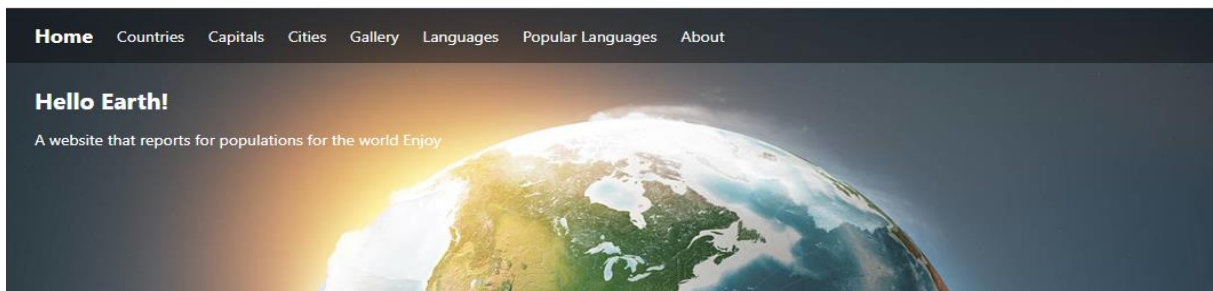 Home Countries Capitals Cities Gallery Languages Popular Languages About
Hello Earth!
A website that reports for populations for the world Enjoy